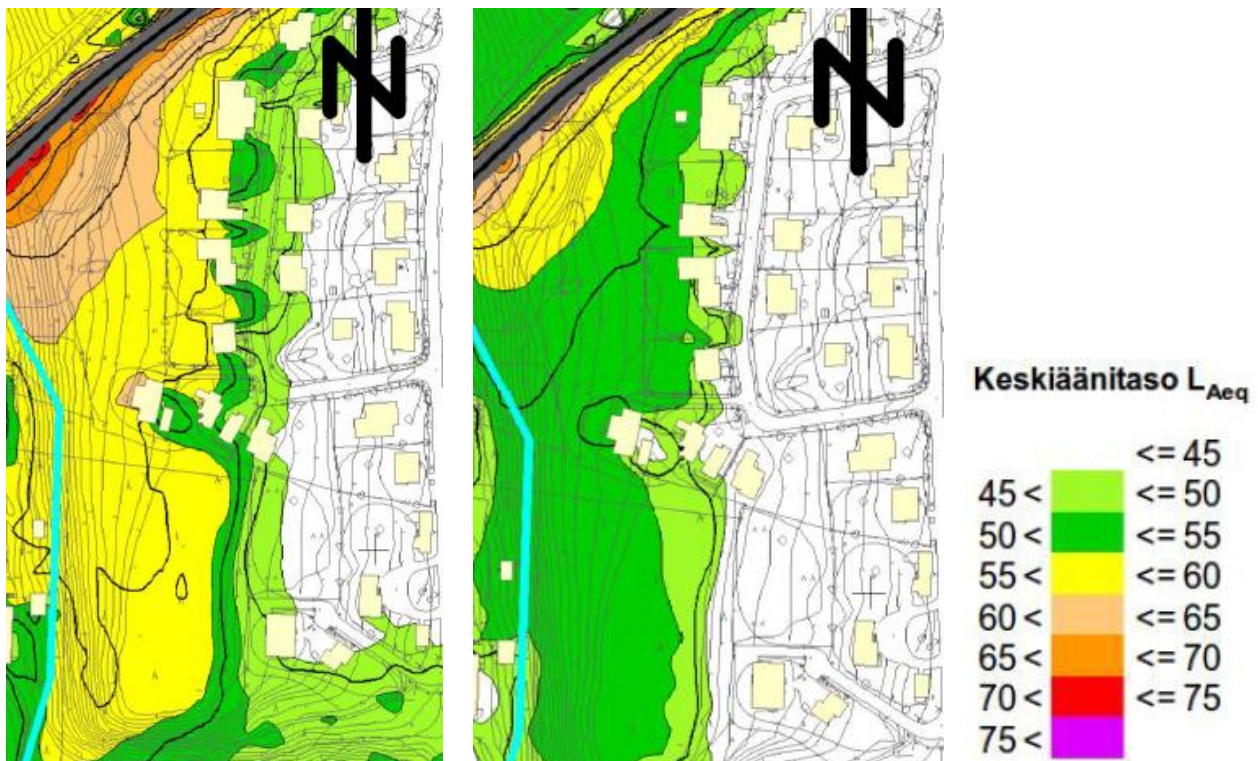 Keskiäänitaso LAeq
<= 45
45 < <= 50
50 < <= 55
55 < <= 60
60 < <= 65
65 < <= 70
70 < <= 75
75 <